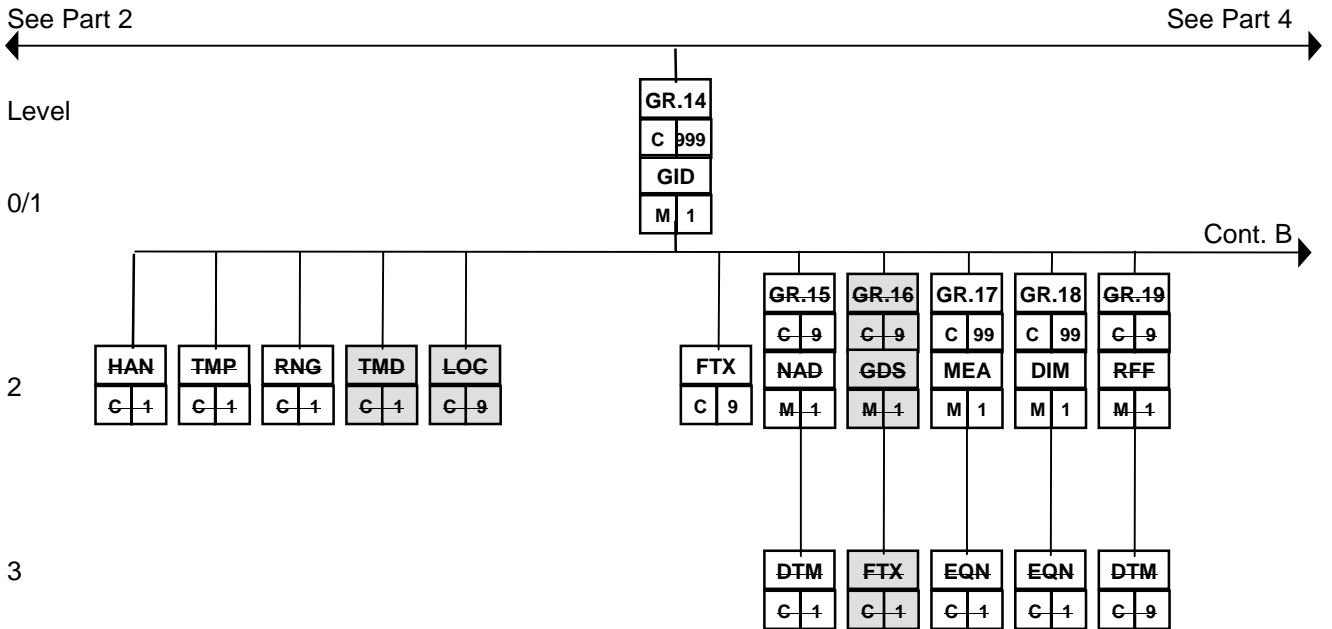 See Part 2 See Part 4
GR.14
Level
C 999
GID
0/1
M 1
Cont. B
GR.15 GR.16 GR.17 GR.18 GR.19
C 9 C 9 C 99 C 99 C 9
HAN TMP RNG TMD LOC FTX NAD GDS MEA DIM RFF
2
C 1 C 1 C 1 C 1 C 9 C 9 M 1 M 1 M 1 M 1 M 1
3
DTM FTX EQN EQN DTM
C 1 C 1 C 1 C 1 C 9